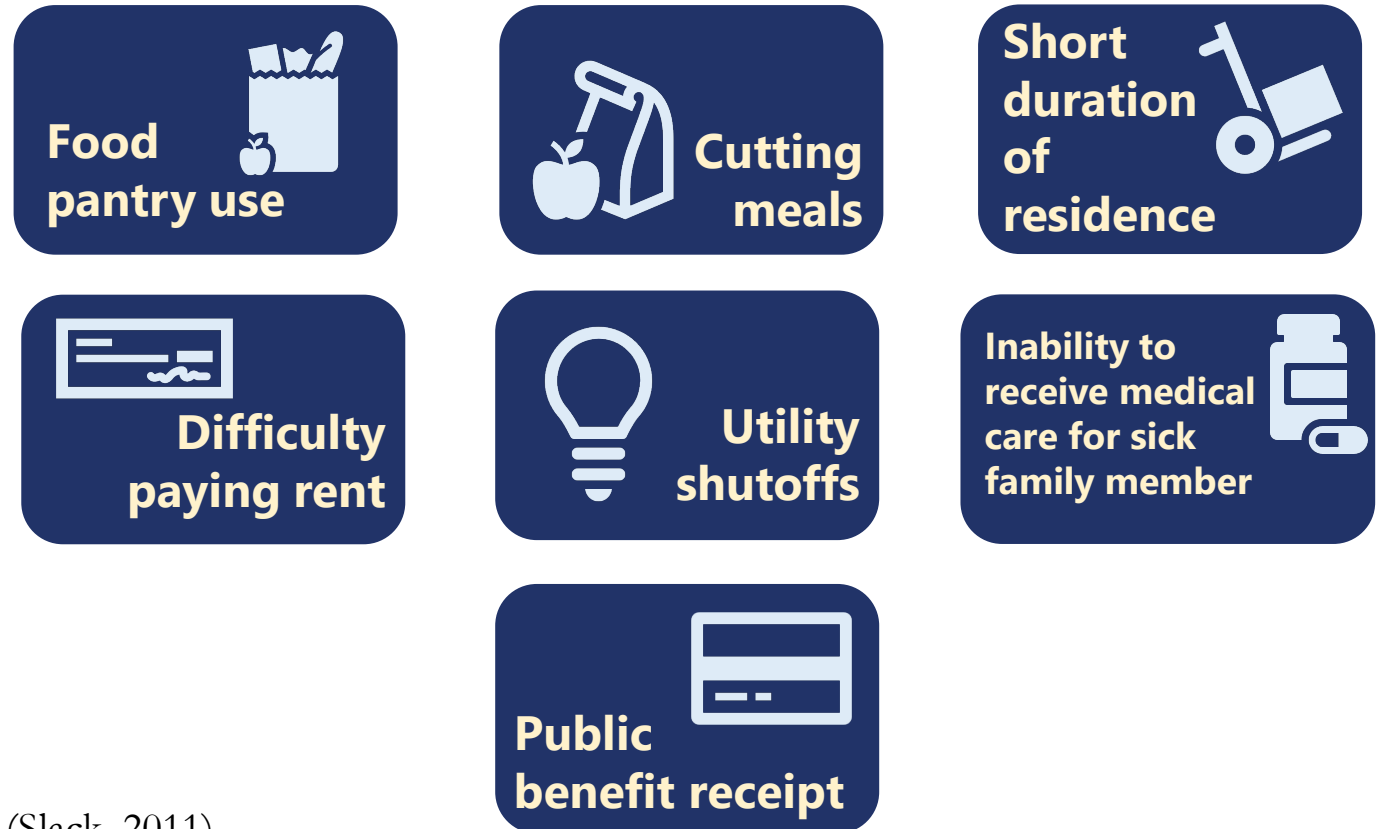 Food
pantry use
Cutting
meals
Short
duration
of
residence
Difficulty
paying rent
Utility
shutoffs
Inability to
receive medical
care for sick
family member
Public
benefit receipt
(Slack, 2011)